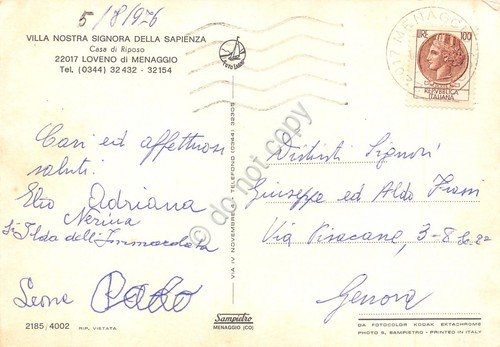 5/8/1976
VILLA NOSTRA SIGNORA DELLA SAPIENZA
Casa di Riposo
22017 LOVENO di MENAGGIO
Tel. (0344) 32432 - 32154
MENAGGIO
LIRE 100
REPUBBLICA
ITALIANA
Cari ed affettuosi
saluti.
Elio Adriana
Nerina
Sr Ilda dell'Immacolata
Leone Paolo
VIA IV NOVEMBRE TELEFONO (0344) 32305
do not copy
Distinti Signori
Giuseppe ed Aldo
Via Pisacane, 3-8
Genova
2185/4002 RIP. VIETATA
Sampietro
MENAGGIO (CO)
DA FOTOCOLOR KODAK EKTACHROME
PHOTO S. SAMPIETRO - PRINTED IN ITALY